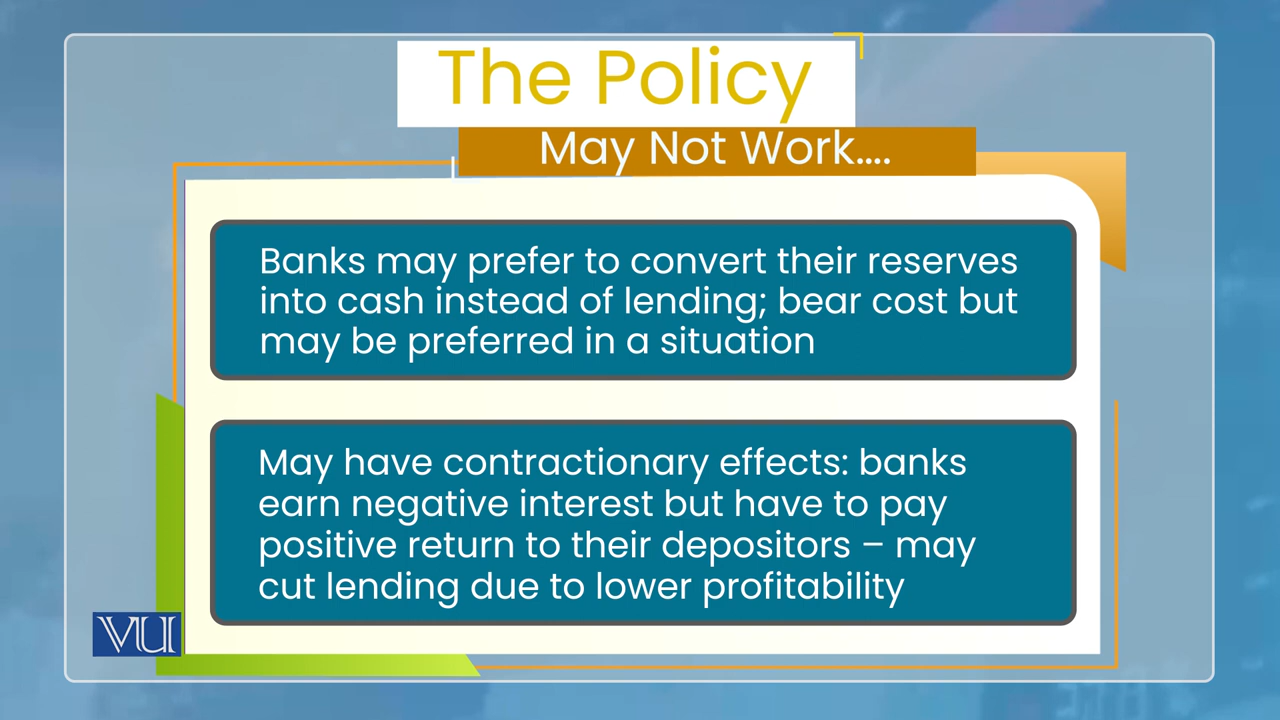 The Policy
May Not Work....
Banks may prefer to convert their reserves
into cash instead of lending; bear cost but
may be preferred in a situation
May have contractionary effects: banks
earn negative interest but have to pay
positive return to their depositors – may
cut lending due to lower profitability
VU